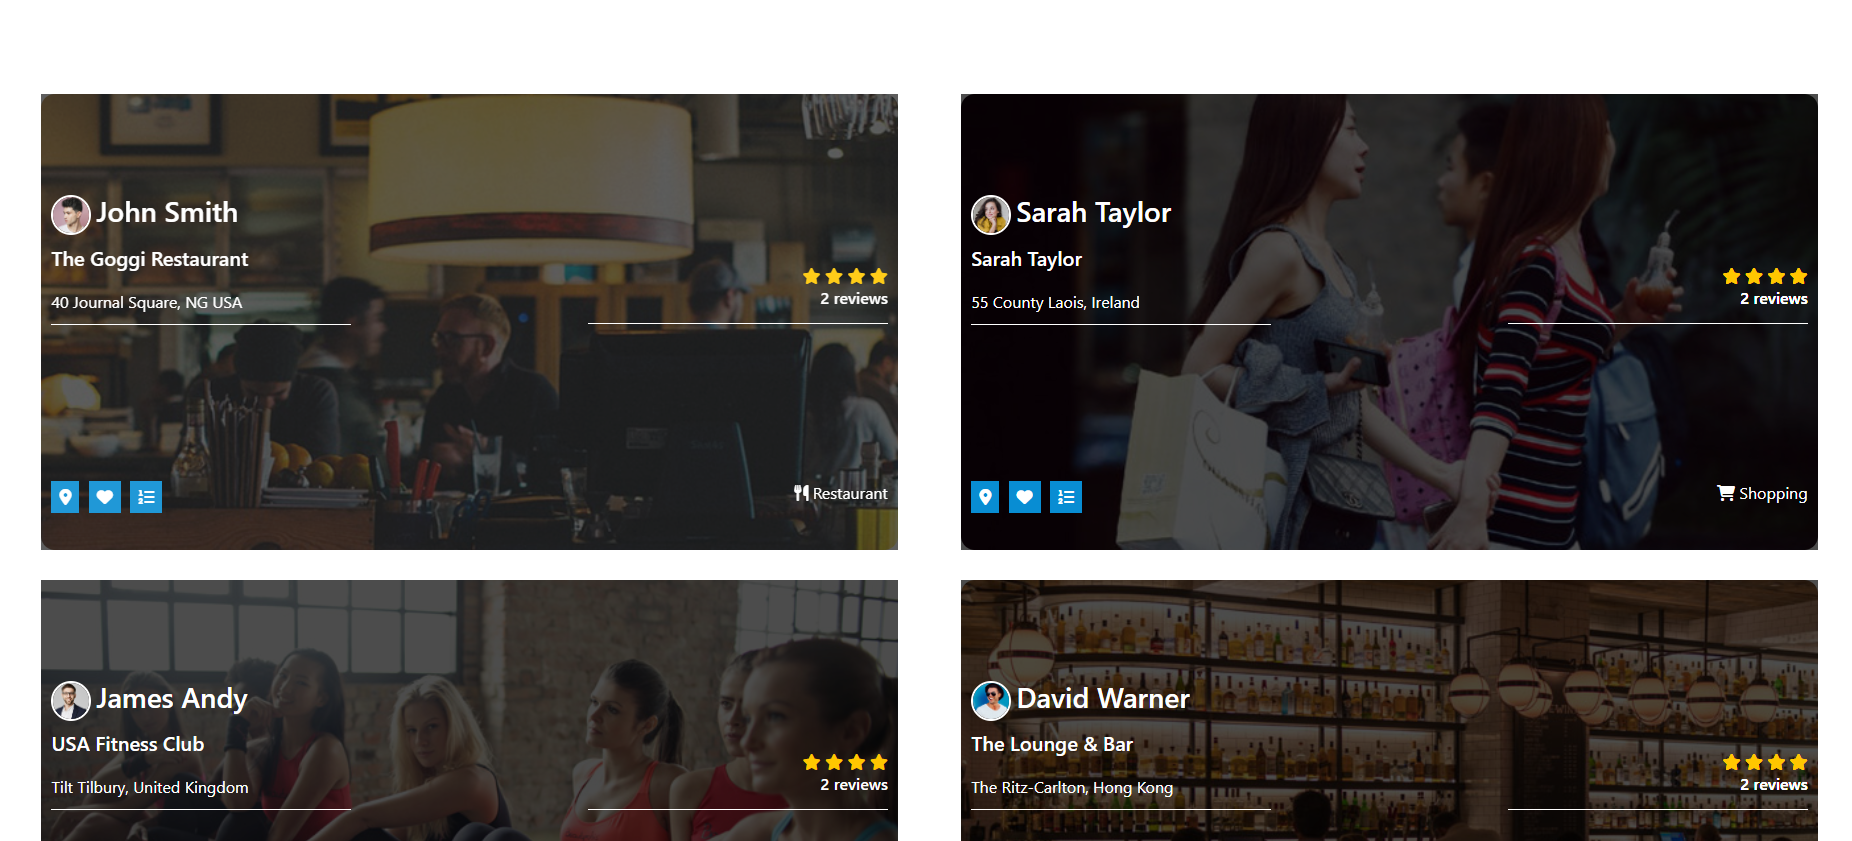 John Smith
The Goggi Restaurant
40 Journal Square, NG USA
2 reviews
Restaurant
Sarah Taylor
Sarah Taylor
55 County Laois, Ireland
2 reviews
Shopping
James Andy
USA Fitness Club
Tilt Tilbury, United Kingdom
2 reviews
David Warner
The Lounge & Bar
The Ritz-Carlton, Hong Kong
2 reviews